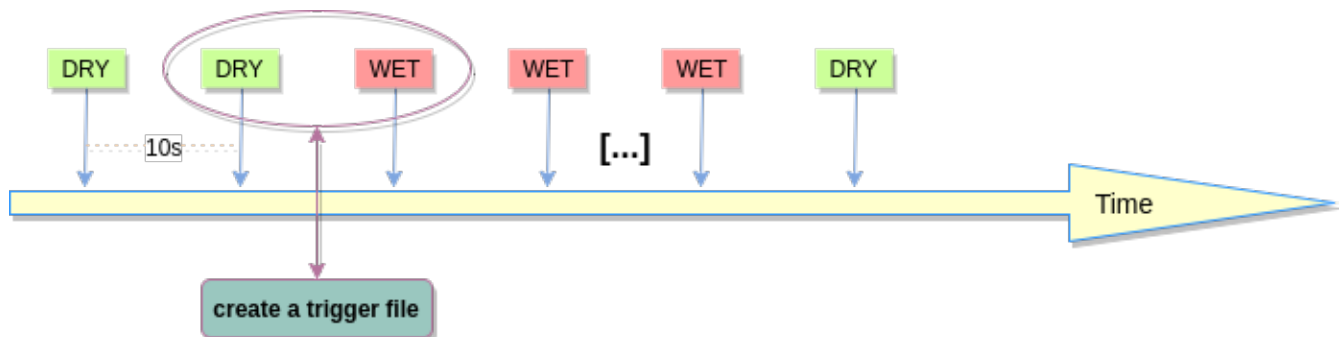 DRY
DRY
WET
WET
WET
DRY
10s
[...]
Time
create a trigger file